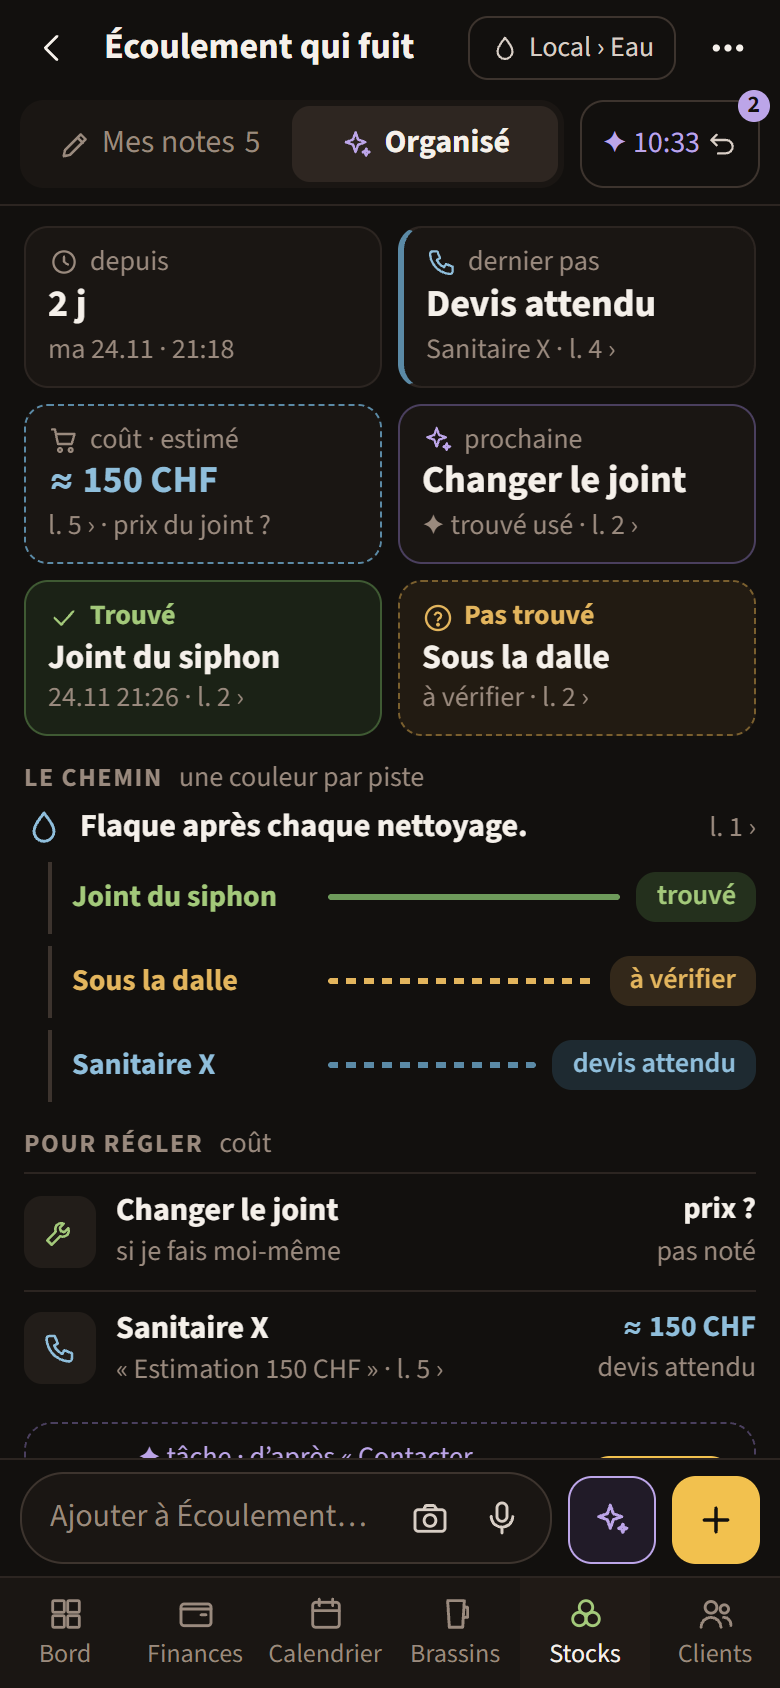 Écoulement qui fuit
Local › Eau
Mes notes 5
Organisé
10:33
2
depuis
2 j
ma 24.11 · 21:18
dernier pas
Devis attendu
Sanitaire X · l. 4 ›
coût · estimé
≈ 150 CHF
l. 5 › · prix du joint ?
prochaine
Changer le joint
✦ trouvé usé · l. 2 ›
Trouvé
Joint du siphon
24.11 21:26 · l. 2 ›
Pas trouvé
Sous la dalle
à vérifier · l. 2 ›
LE CHEMIN une couleur par piste
Flaque après chaque nettoyage. l. 1 ›
Joint du siphon trouvé
Sous la dalle à vérifier
Sanitaire X devis attendu
POUR RÉGLER coût
Changer le joint prix ?
si je fais moi-même pas noté
Sanitaire X ≈ 150 CHF
« Estimation 150 CHF » · l. 5 › devis attendu
✦ tâche · d’après « Contacter
Ajouter à Écoulement…
Bord Finances Calendrier Brassins Stocks Clients